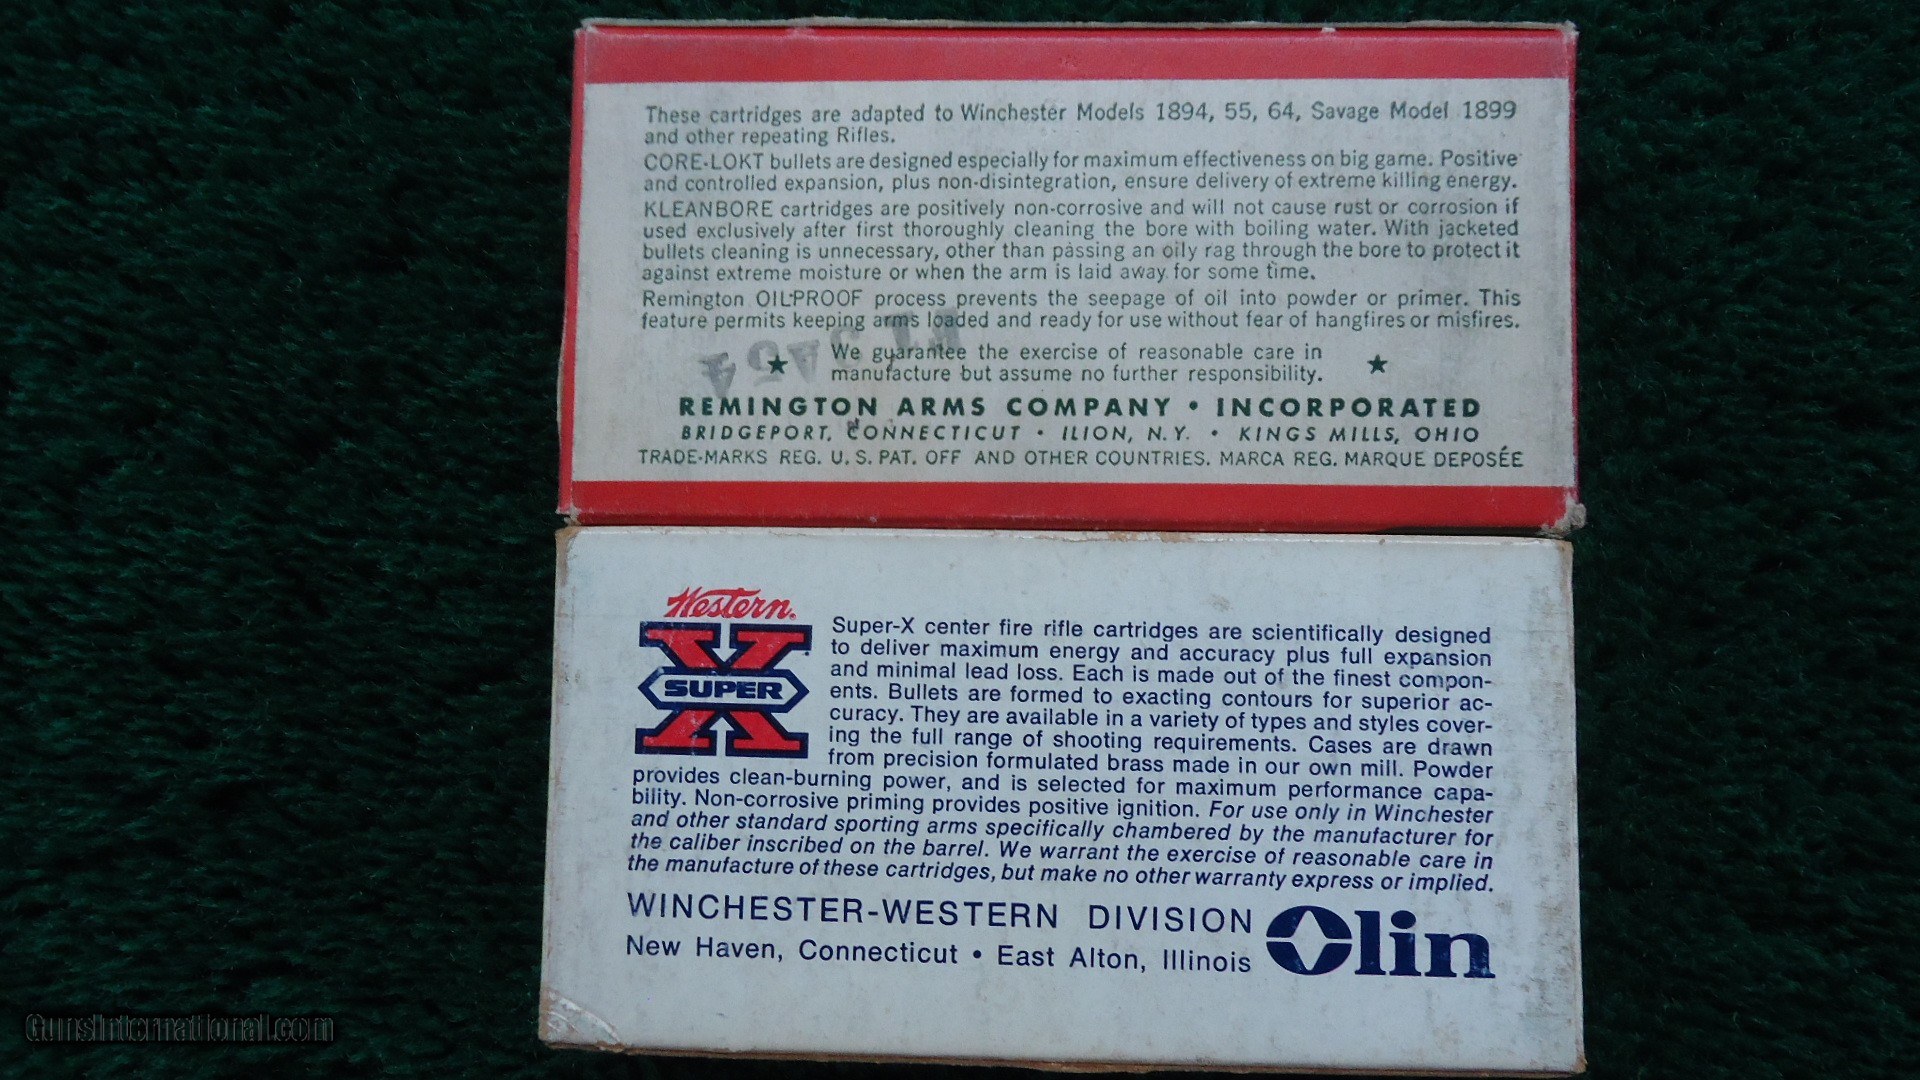 These cartridges are adapted to Winchester Models 1894, 55, 64, Savage Model 1899
and other repeating Rifles.
CORE-LOKT bullets are designed especially for maximum effectiveness on big game. Positive
and controlled expansion, plus non-disintegration, ensure delivery of extreme killing energy.
KLEANBORE cartridges are positively non-corrosive and will not cause rust or corrosion if
used exclusively after first thoroughly cleaning the bore with boiling water. With jacketed
bullets cleaning is unnecessary, other than passing an oily rag through the bore to protect it
against extreme moisture or when the arm is laid away for some time.
Remington OILPROOF process prevents the seepage of oil into powder or primer. This
feature permits keeping arms loaded and ready for use without fear of hangfires or misfires.
★ We guarantee the exercise of reasonable care in ★
manufacture but assume no further responsibility.
REMINGTON ARMS COMPANY • INCORPORATED
BRIDGEPORT, CONNECTICUT • ILION, N.Y. • KINGS MILLS, OHIO
TRADE-MARKS REG. U. S. PAT. OFF AND OTHER COUNTRIES. MARCA REG. MARQUE DEPOSÉE
Western.
SUPER X
Super-X center fire rifle cartridges are scientifically designed
to deliver maximum energy and accuracy plus full expansion
and minimal lead loss. Each is made out of the finest compon-
ents. Bullets are formed to exacting contours for superior ac-
curacy. They are available in a variety of types and styles cover-
ing the full range of shooting requirements. Cases are drawn
from precision formulated brass made in our own mill. Powder
provides clean-burning power, and is selected for maximum performance capa-
bility. Non-corrosive priming provides positive ignition. For use only in Winchester
and other standard sporting arms specifically chambered by the manufacturer for
the caliber inscribed on the barrel. We warrant the exercise of reasonable care in
the manufacture of these cartridges, but make no other warranty express or implied.
WINCHESTER-WESTERN DIVISION
New Haven, Connecticut • East Alton, Illinois
Olin
GunsInternational.com